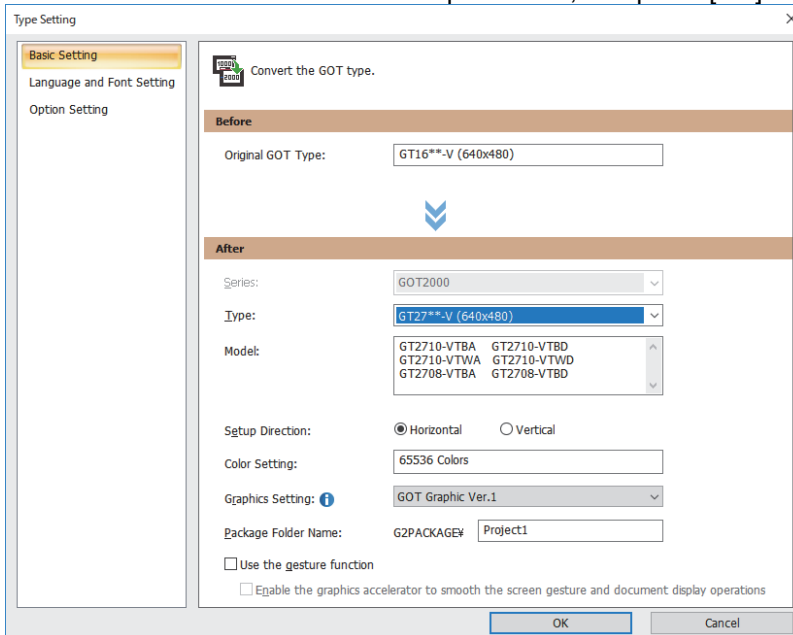 Type Setting
Basic Setting
Language and Font Setting
Option Setting
Convert the GOT type.
Before
Original GOT Type: GT16**-V (640x480)
After
Series: GOT2000
Type: GT27**-V (640x480)
Model: GT2710-VTBA GT2710-VTBD
GT2710-VTWA GT2710-VTWD
GT2708-VTBA GT2708-VTBD
Setup Direction: Horizontal Vertical
Color Setting: 65536 Colors
Graphics Setting: GOT Graphic Ver.1
Package Folder Name: G2PACKAGE¥ Project1
Use the gesture function
Enable the graphics accelerator to smooth the screen gesture and document display operations
OK Cancel